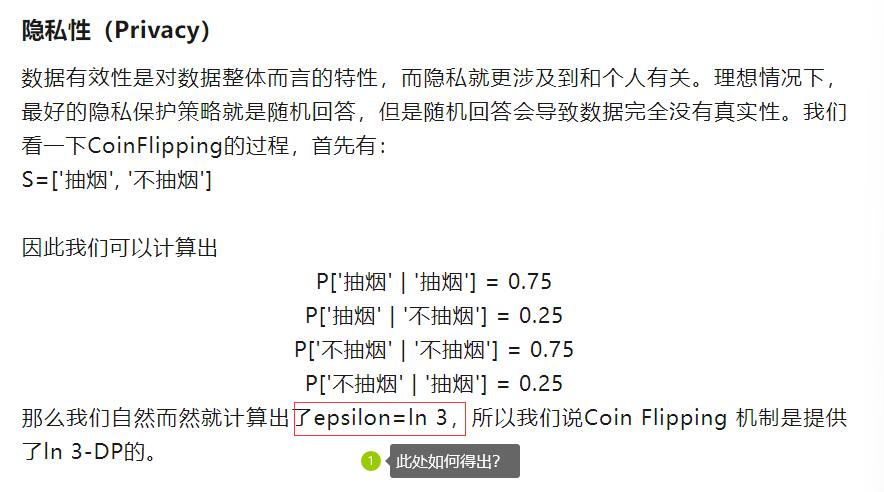 隐私性（Privacy）
数据有效性是对数据整体而言的特性，而隐私就更涉及到和个人有关。理想情况下，
最好的隐私保护策略就是随机回答，但是随机回答会导致数据完全没有真实性。我们
看一下CoinFlipping的过程，首先有：
S=['抽烟', '不抽烟']
因此我们可以计算出
P['抽烟' | '抽烟'] = 0.75
P['抽烟' | '不抽烟'] = 0.25
P['不抽烟' | '不抽烟'] = 0.75
P['不抽烟' | '抽烟'] = 0.25
那么我们自然而然就计算出了epsilon=ln 3，所以我们说Coin Flipping 机制是提供
了ln 3-DP的。
1 此处如何得出？